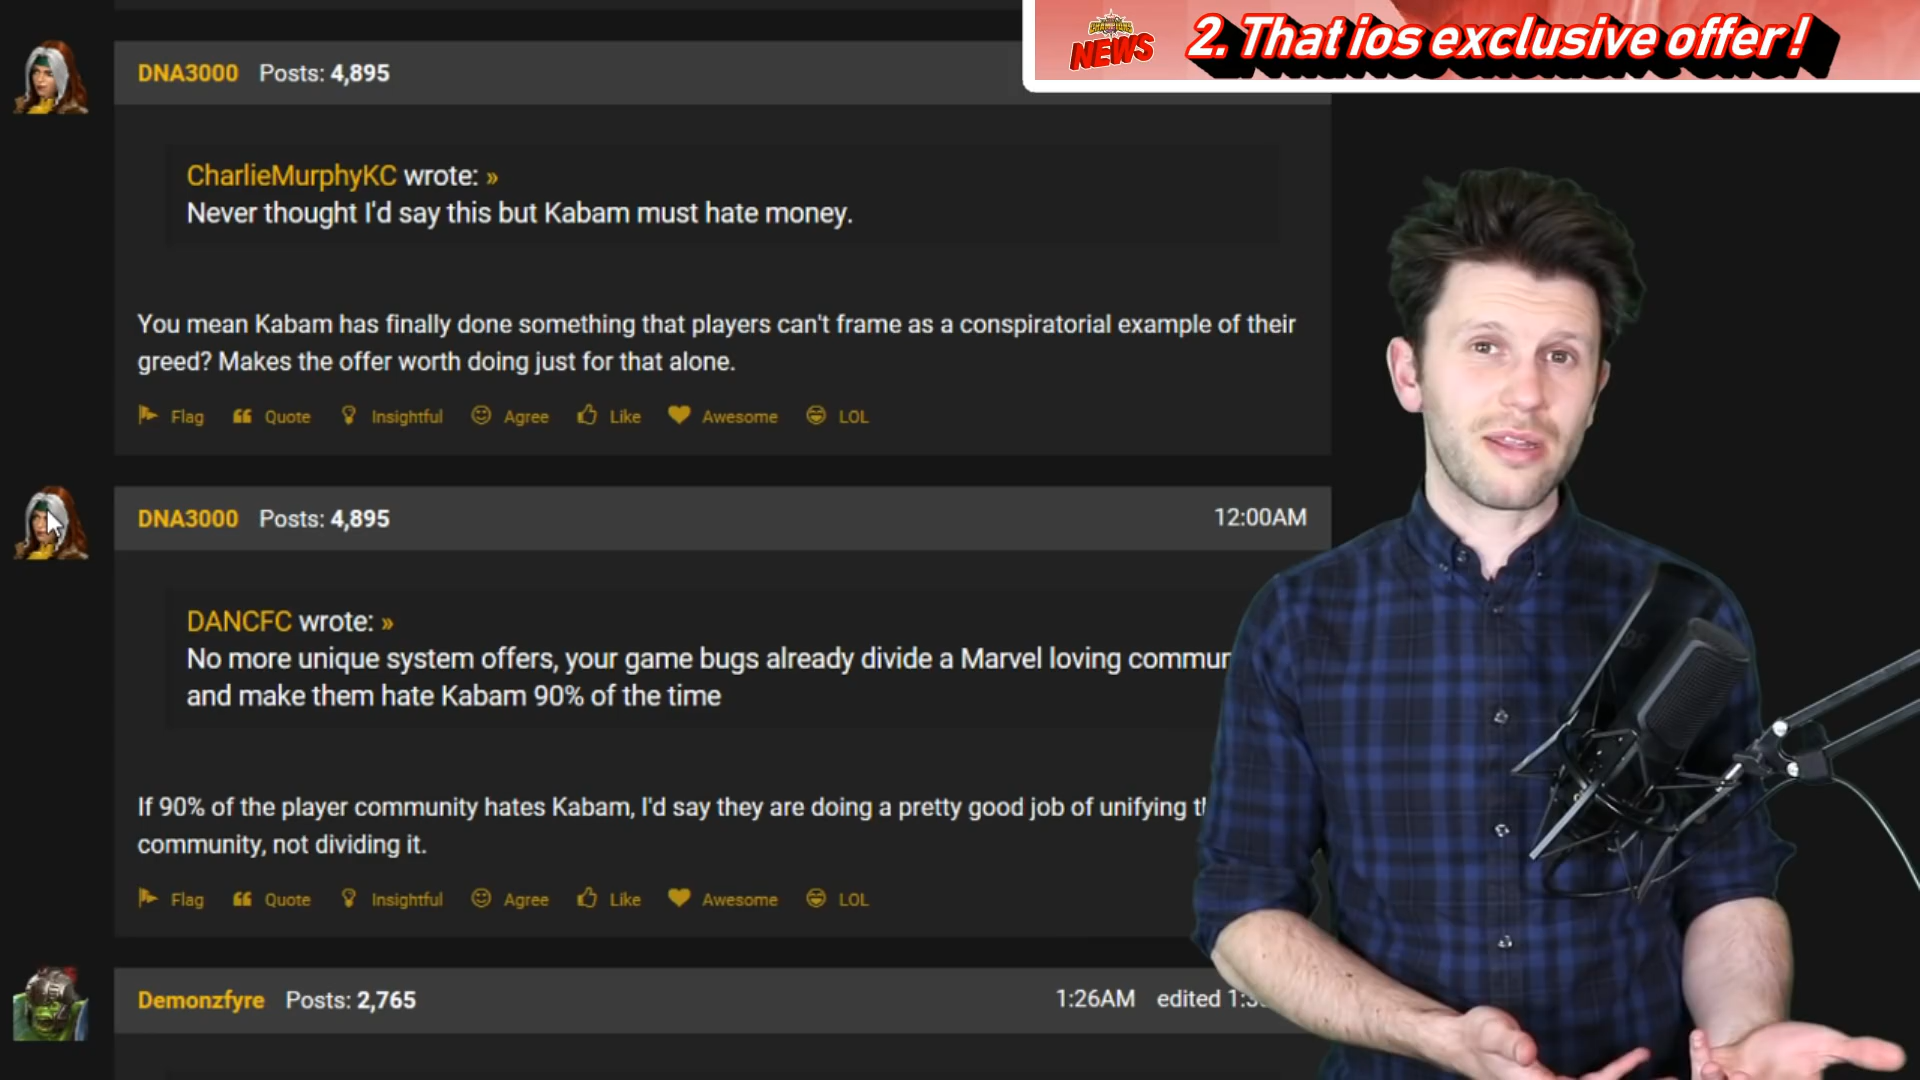 CHAMPIONS
NEWS
2. That ios exclusive offer !
DNA3000 Posts: 4,895
CharlieMurphyKC wrote: »
Never thought I'd say this but Kabam must hate money.
You mean Kabam has finally done something that players can't frame as a conspiratorial example of their
greed? Makes the offer worth doing just for that alone.
Flag Quote Insightful Agree Like Awesome LOL
DNA3000 Posts: 4,895 12:00AM
DANCFC wrote: »
No more unique system offers, your game bugs already divide a Marvel loving commun
and make them hate Kabam 90% of the time
If 90% of the player community hates Kabam, I'd say they are doing a pretty good job of unifying th
community, not dividing it.
Flag Quote Insightful Agree Like Awesome LOL
Demonzfyre Posts: 2,765 1:26AM edited